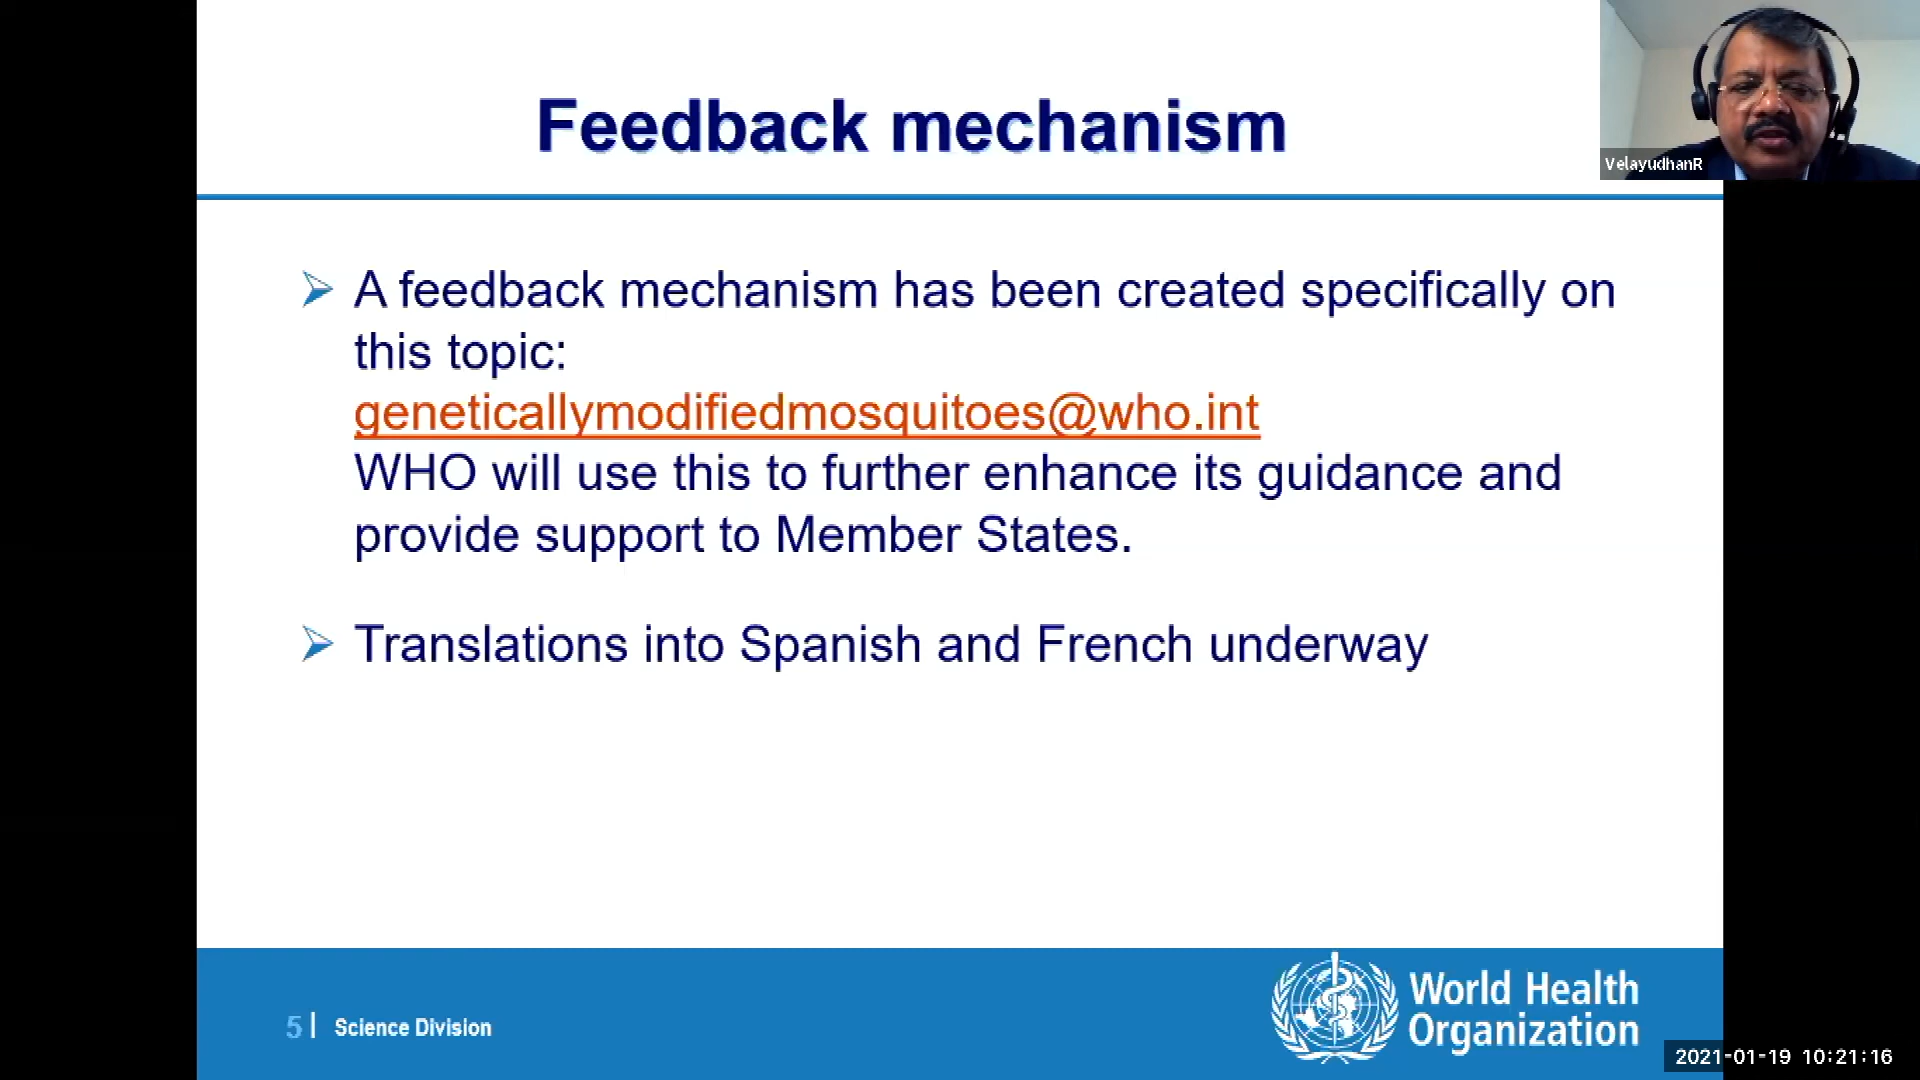 Feedback mechanism
VelayudhanR
A feedback mechanism has been created specifically on
this topic:
geneticallymodifiedmosquitoes@who.int
WHO will use this to further enhance its guidance and
provide support to Member States.
Translations into Spanish and French underway
5 | Science Division
World Health
Organization
2021-01-19 10:21:16